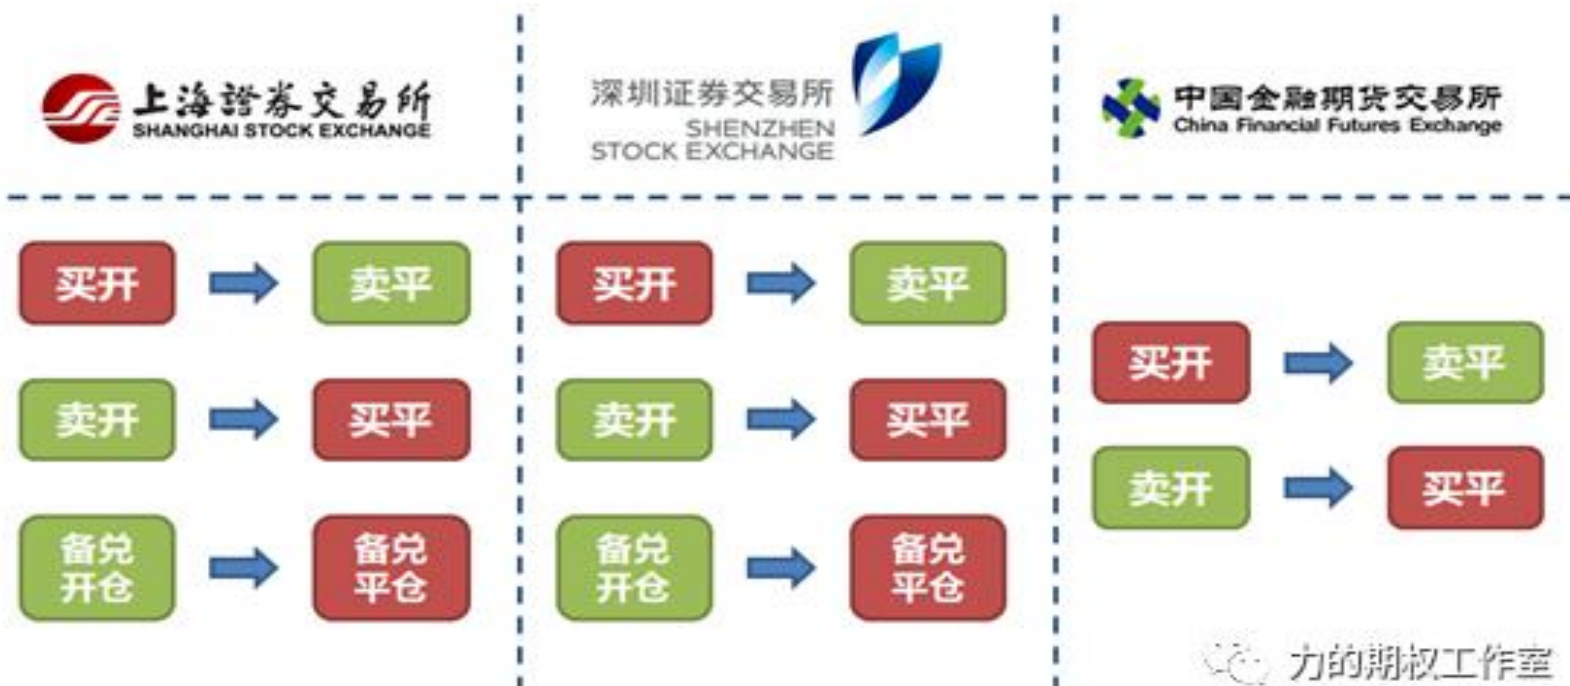 上海證券交易所
SHANGHAI STOCK EXCHANGE
深圳证券交易所
SHENZHEN
STOCK EXCHANGE
中国金融期货交易所
China Financial Futures Exchange
买开
卖平
卖开
买平
备兑
开仓
备兑
平仓
买开
卖平
卖开
买平
备兑
开仓
备兑
平仓
买开
卖平
卖开
买平
力的期权工作室